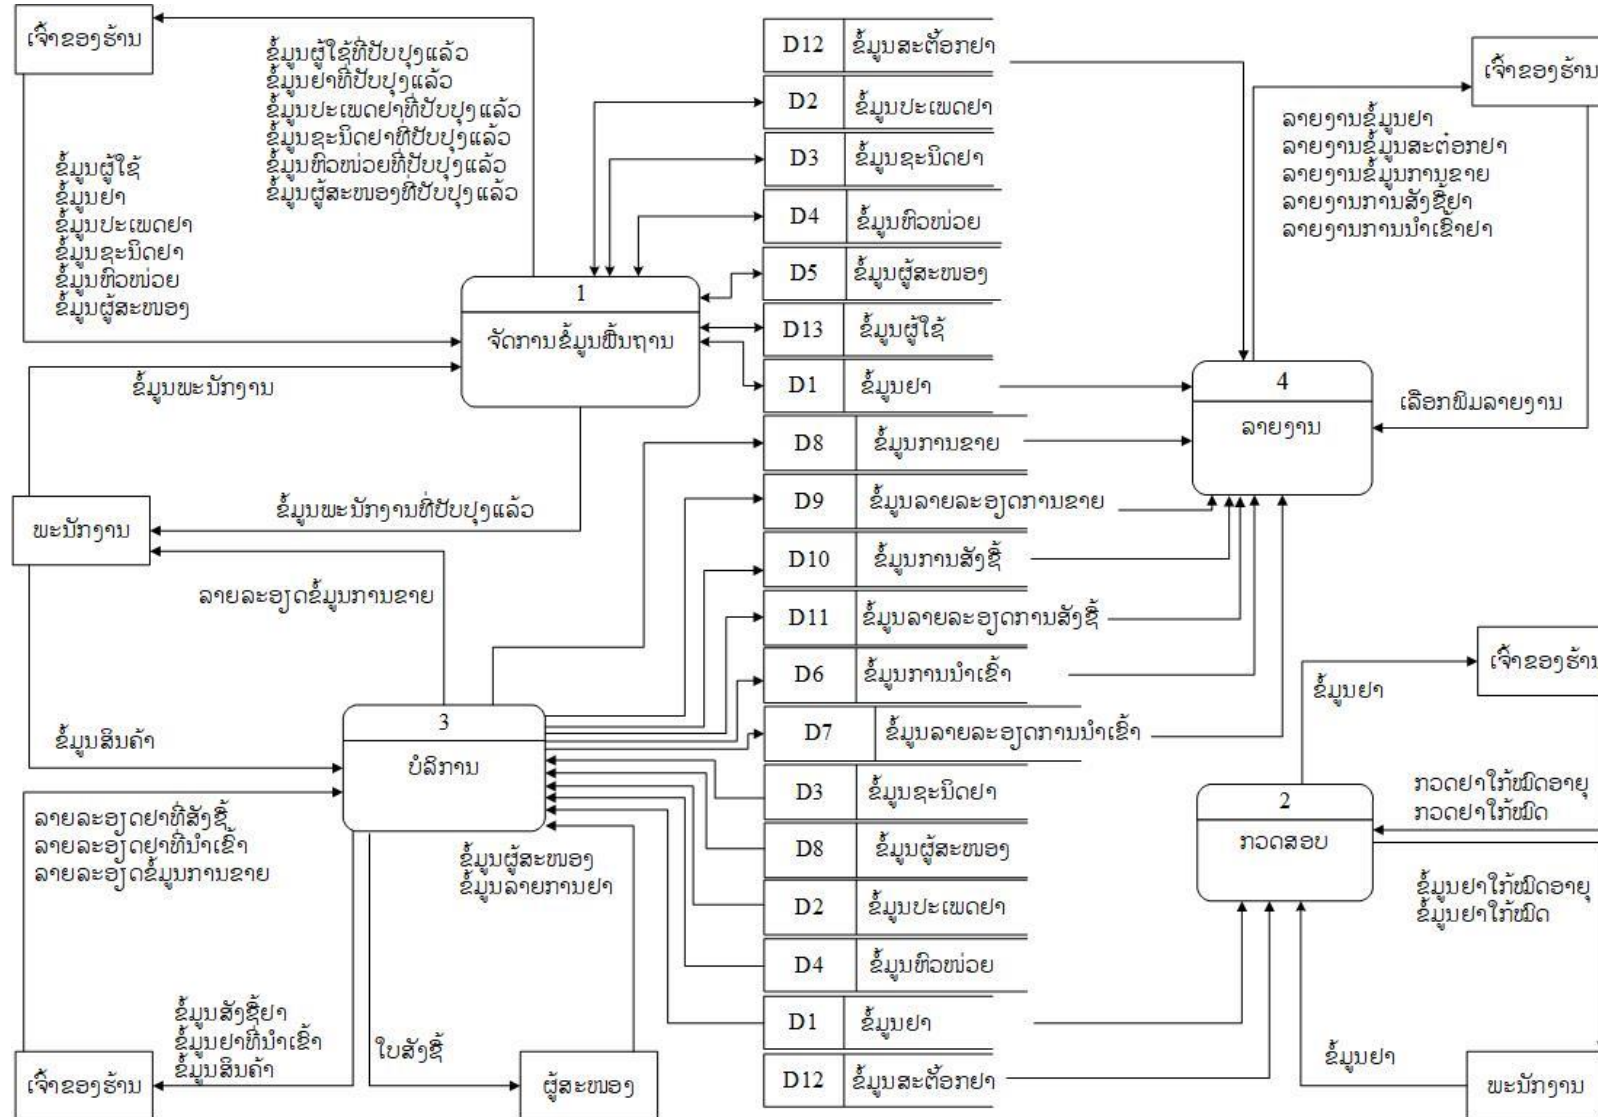 ເຈົ້າຂອງຮ້ານ
ຂໍ້ມູນຜູ້ໃຊ້ທີ່ປັບປຸງແລ້ວ
ຂໍ້ມູນຢາທີ່ປັບປຸງແລ້ວ
ຂໍ້ມູນປະເພດຢາທີ່ປັບປຸງແລ້ວ
ຂໍ້ມູນຊະນິດຢາທີ່ປັບປຸງແລ້ວ
ຂໍ້ມູນຫົວໜ່ວຍທີ່ປັບປຸງແລ້ວ
ຂໍ້ມູນຜູ້ສະໜອງທີ່ປັບປຸງແລ້ວ
ຂໍ້ມູນຜູ້ໃຊ້
ຂໍ້ມູນຢາ
ຂໍ້ມູນປະເພດຢາ
ຂໍ້ມູນຊະນິດຢາ
ຂໍ້ມູນຫົວໜ່ວຍ
ຂໍ້ມູນຜູ້ສະໜອງ
1
ຈັດການຂໍ້ມູນພື້ນຖານ
ຂໍ້ມູນພະນັກງານ
ຂໍ້ມູນພະນັກງານທີ່ປັບປຸງແລ້ວ
ພະນັກງານ
ລາຍລະອຽດຂໍ້ມູນການຂາຍ
ຂໍ້ມູນສິນຄ້າ
3
ບໍລິການ
ລາຍລະອຽດຢາທີ່ສັ່ງຊື້
ລາຍລະອຽດຢາທີ່ນໍາເຂົ້າ
ລາຍລະອຽດຂໍ້ມູນການຂາຍ
ຂໍ້ມູນຜູ້ສະໜອງ
ຂໍ້ມູນລາຍການຢາ
ຂໍ້ມູນສັ່ງຊື້ຢາ
ຂໍ້ມູນຢາທີ່ນໍາເຂົ້າ
ຂໍ້ມູນສິນຄ້າ
ໃບສັ່ງຊື້
ເຈົ້າຂອງຮ້ານ
ຜູ້ສະໜອງ
D12 ຂໍ້ມູນສະຕ໊ອກຢາ
D2 ຂໍ້ມູນປະເພດຢາ
D3 ຂໍ້ມູນຊະນິດຢາ
D4 ຂໍ້ມູນຫົວໜ່ວຍ
D5 ຂໍ້ມູນຜູ້ສະໜອງ
D13 ຂໍ້ມູນຜູ້ໃຊ້
D1 ຂໍ້ມູນຢາ
D8 ຂໍ້ມູນການຂາຍ
D9 ຂໍ້ມູນລາຍລະອຽດການຂາຍ
D10 ຂໍ້ມູນການສັ່ງຊື້
D11 ຂໍ້ມູນລາຍລະອຽດການສັ່ງຊື້
D6 ຂໍ້ມູນການນໍາເຂົ້າ
D7 ຂໍ້ມູນລາຍລະອຽດການນໍາເຂົ້າ
D3 ຂໍ້ມູນຊະນິດຢາ
D8 ຂໍ້ມູນຜູ້ສະໜອງ
D2 ຂໍ້ມູນປະເພດຢາ
D4 ຂໍ້ມູນຫົວໜ່ວຍ
D1 ຂໍ້ມູນຢາ
D12 ຂໍ້ມູນສະຕ໊ອກຢາ
ເຈົ້າຂອງຮ້ານ
ລາຍງານຂໍ້ມູນຢາ
ລາຍງານຂໍ້ມູນສະຕ໋ອກຢາ
ລາຍງານຂໍ້ມູນການຂາຍ
ລາຍງານການສັ່ງຊື້ຢາ
ລາຍງານການນໍາເຂົ້າຢາ
4
ລາຍງານ
ເລືອກພິມລາຍງານ
ເຈົ້າຂອງຮ້ານ
ຂໍ້ມູນຢາ
2
ກວດສອບ
ກວດຢາໃກ້ໝົດອາຍຸ
ກວດຢາໃກ້ໝົດ
ຂໍ້ມູນຢາໃກ້ໝົດອາຍຸ
ຂໍ້ມູນຢາໃກ້ໝົດ
ຂໍ້ມູນຢາ
ພະນັກງານ